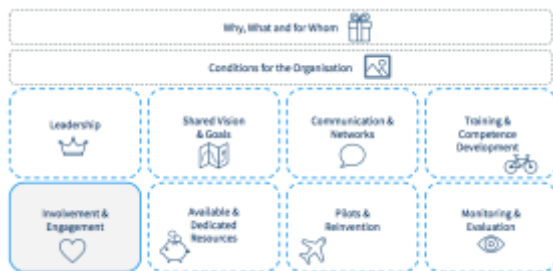 Why, What and for Whom
Conditions for the Organisation
Leadership
Shared Vision
& Goals
Communication &
Networks
Training &
Competence
Development
Involvement &
Engagement
Available &
Dedicated
Resources
Pilots &
Reinvention
Monitoring &
Evaluation